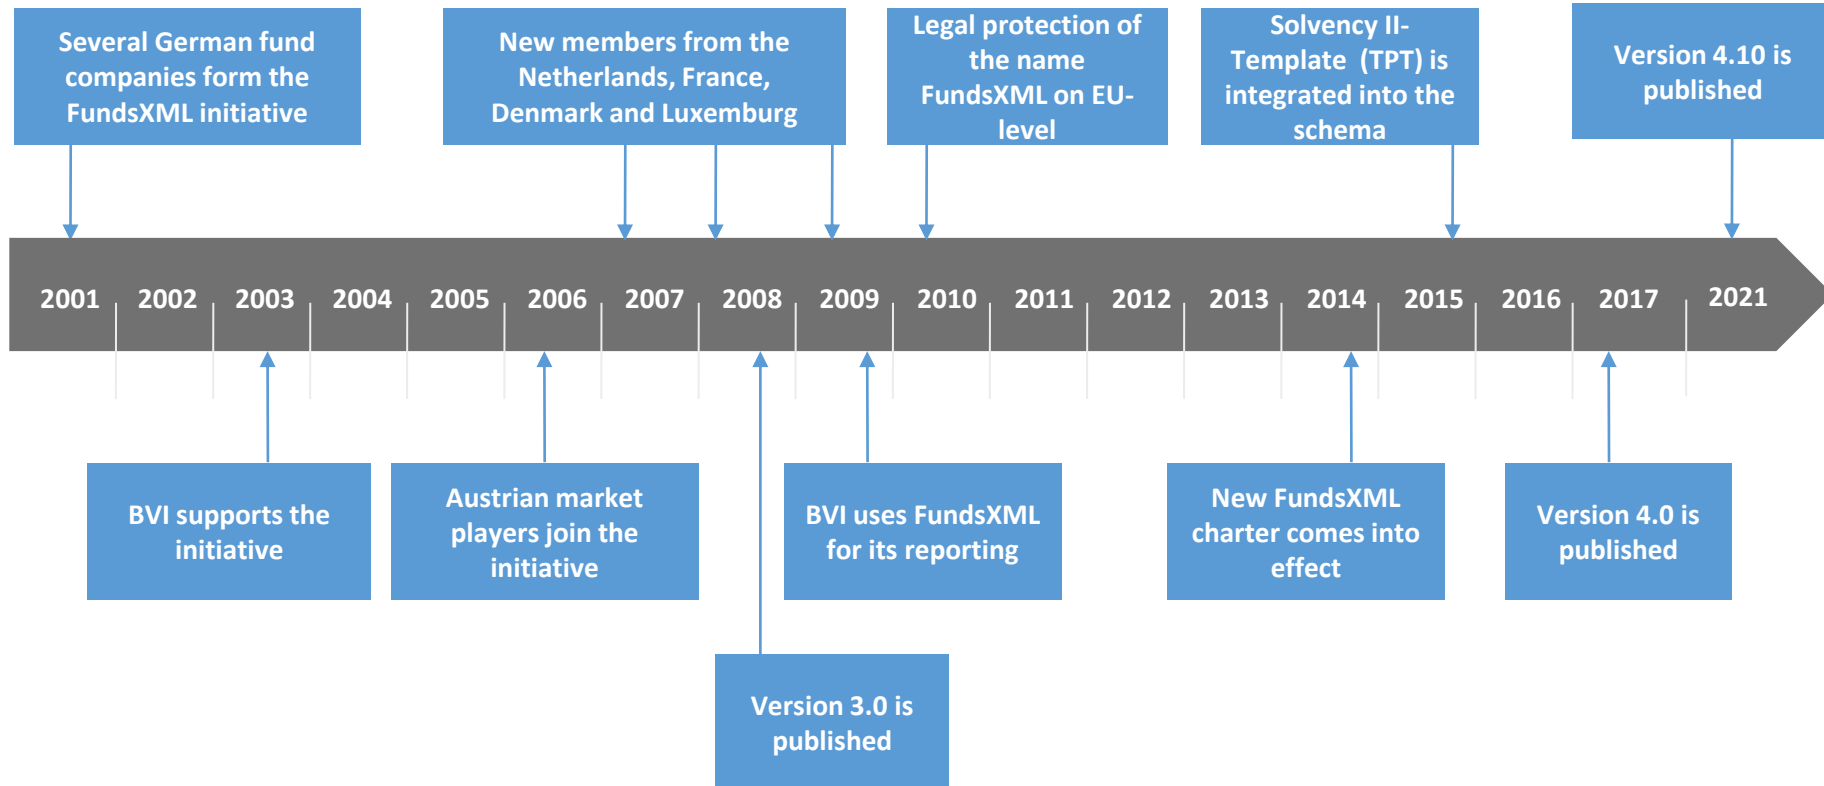 Several German fund
companies form the
FundsXML initiative
New members from the
Netherlands, France,
Denmark and Luxemburg
Legal protection of
the name
FundsXML on EU-
level
Solvency II-
Template (TPT) is
integrated into the
schema
Version 4.10 is
published
2001
2002
2003
2004
2005
2006
2007
2008
2009
2010
2011
2012
2013
2014
2015
2016
2017
2021
BVI supports the
initiative
Austrian market
players join the
initiative
BVI uses FundsXML
for its reporting
New FundsXML
charter comes into
effect
Version 4.0 is
published
Version 3.0 is
published